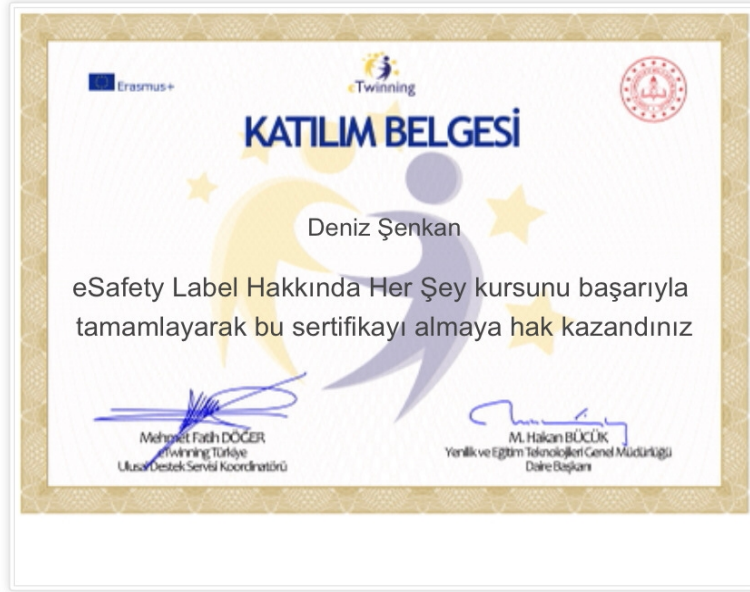 Erasmus+
eTwinning
KATILIM BELGESİ
Deniz Şenkan
eSafety Label Hakkında Her Şey kursunu başarıyla
tamamlayarak bu sertifikayı almaya hak kazandınız
Mehmet Fatih DÖĞER
eTwinning Türkiye
Ulusal Destek Servisi Koordinatörü
M. Hakan BÜCÜK
Yenilik ve Eğitim Teknolojileri Genel Müdürlüğü
Daire Başkanı